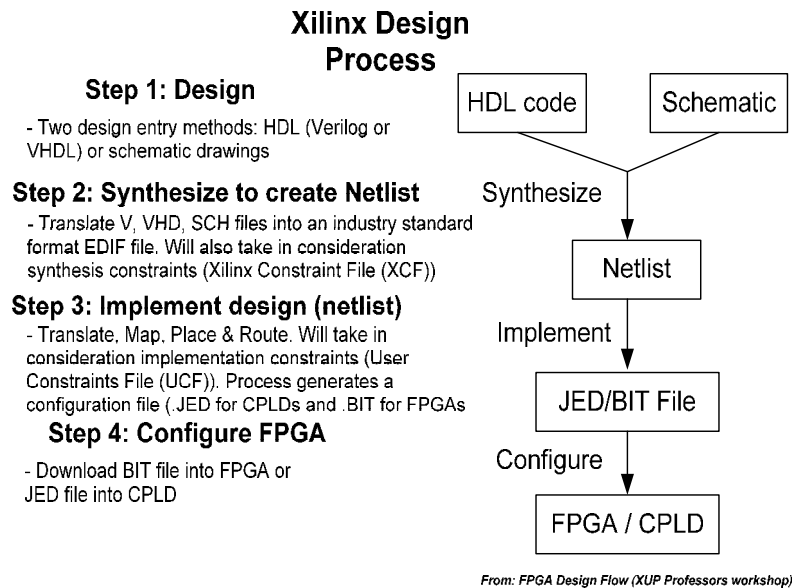 Xilinx Design
Process
Step 1: Design
- Two design entry methods: HDL (Verilog or
VHDL) or schematic drawings
Step 2: Synthesize to create Netlist
- Translate V, VHD, SCH files into an industry standard
format EDIF file. Will also take in consideration
synthesis constraints (Xilinx Constraint File (XCF))
Step 3: Implement design (netlist)
- Translate, Map, Place & Route. Will take in
consideration implementation constraints (User
Constraints File (UCF)). Process generates a
configuration file (.JED for CPLDs and .BIT for FPGAs
Step 4: Configure FPGA
- Download BIT file into FPGA or
JED file into CPLD
HDL code
Schematic
Synthesize
Netlist
Implement
JED/BIT File
Configure
FPGA / CPLD
From: FPGA Design Flow (XUP Professors workshop)